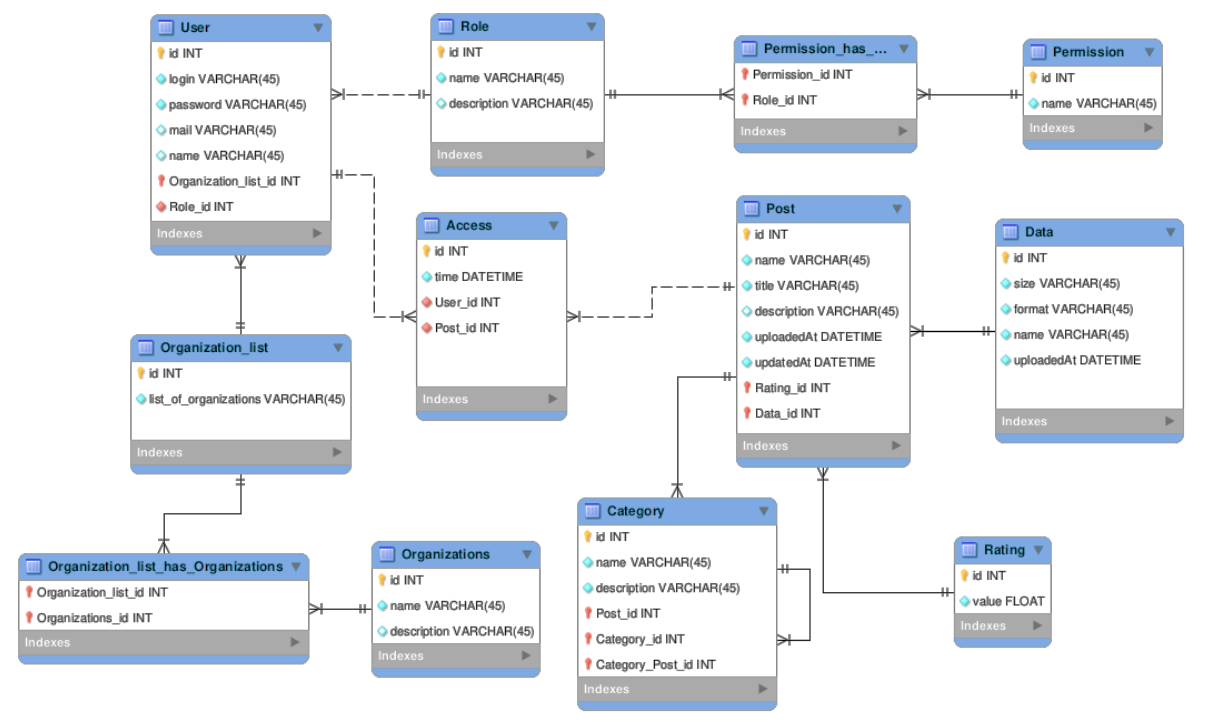 User
id INT
login VARCHAR(45)
password VARCHAR(45)
mail VARCHAR(45)
name VARCHAR(45)
Organization_list_id INT
Role_id INT
Indexes
Role
id INT
name VARCHAR(45)
description VARCHAR(45)
Indexes
Permission_has_...
Permission_id INT
Role_id INT
Indexes
Permission
id INT
name VARCHAR(45)
Indexes
Access
id INT
time DATETIME
User_id INT
Post_id INT
Indexes
Post
id INT
name VARCHAR(45)
title VARCHAR(45)
description VARCHAR(45)
uploadedAt DATETIME
updatedAt DATETIME
Rating_id INT
Data_id INT
Indexes
Data
id INT
size VARCHAR(45)
format VARCHAR(45)
name VARCHAR(45)
uploadedAt DATETIME
Indexes
Organization_list
id INT
list_of_organizations VARCHAR(45)
Indexes
Organization_list_has_Organizations
Organization_list_id INT
Organizations_id INT
Indexes
Organizations
id INT
name VARCHAR(45)
description VARCHAR(45)
Indexes
Category
id INT
name VARCHAR(45)
description VARCHAR(45)
Post_id INT
Category_id INT
Category_Post_id INT
Indexes
Rating
id INT
value FLOAT
Indexes